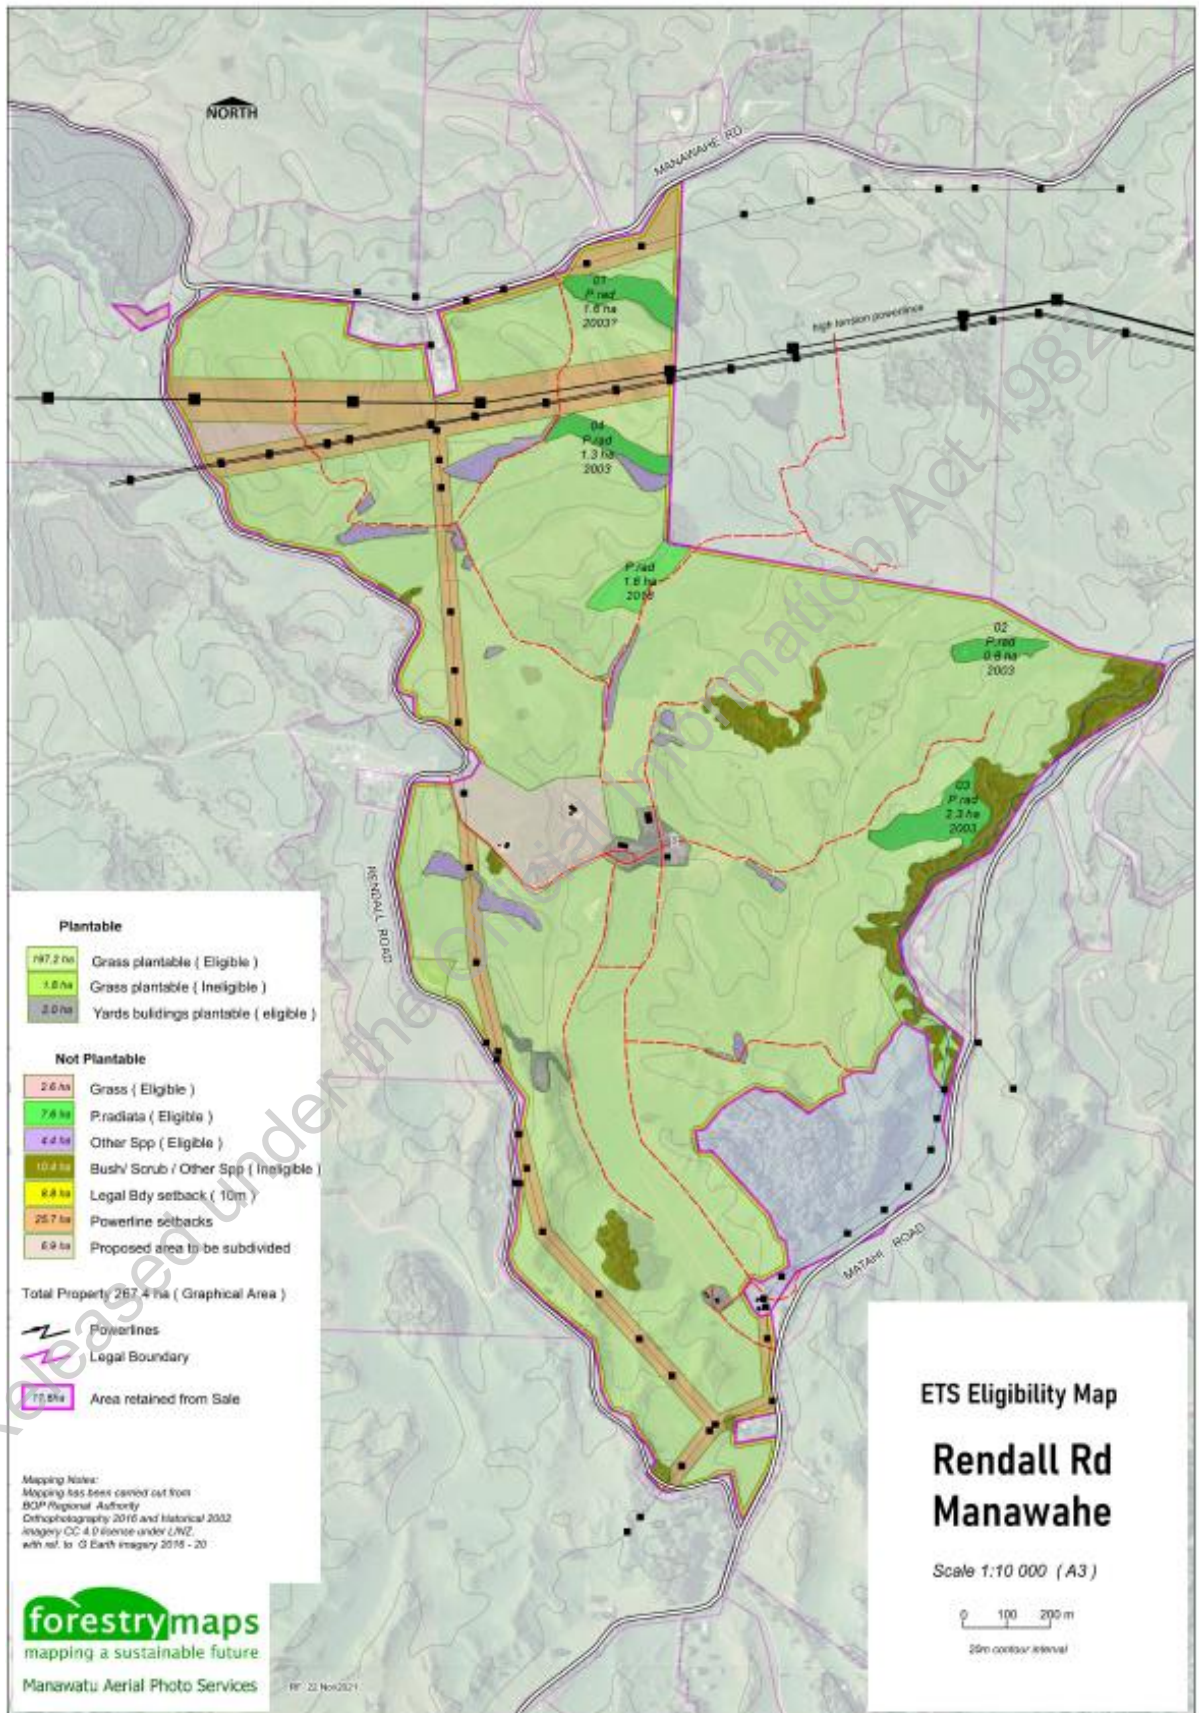 NORTH
MANAWAHE RD
01
P.rad
1.6 ha
2003?
high tension powerlines
04
P.rad
1.3 ha
2003
P.rad
1.8 ha
02
P.rad
0.6 ha
2003
03
P.rad
2.3 ha
2003
RENDALL ROAD
MATAHI ROAD
Released under the Official Information Act 1982
Plantable
197.2 ha Grass plantable ( Eligible )
1.8 ha Grass plantable ( Ineligible )
2.0 ha Yards buildings plantable ( eligible )
Not Plantable
2.6 ha Grass ( Eligible )
7.6 ha P.radiata ( Eligible )
4.4 ha Other Spp ( Eligible )
10.4 ha Bush/ Scrub / Other Spp ( Ineligible )
8.8 ha Legal Bdy setback ( 10m )
25.7 ha Powerline setbacks
6.9 ha Proposed area to be subdivided
Total Property 267.4 ha ( Graphical Area )
Powerlines
Legal Boundary
Area retained from Sale
Mapping Notes:
Mapping has been carried out from
BOP Regional Authority
Orthophotography 2016 and historical 2002
imagery CC 4.0 license under LINZ.
with ref. to G Earth imagery 2016 - 20
forestrymaps
mapping a sustainable future
Manawatu Aerial Photo Services
RF 22 Nov2021
ETS Eligibility Map
Rendall Rd
Manawahe
Scale 1:10 000 ( A3 )
0 100 200 m
20m contour interval